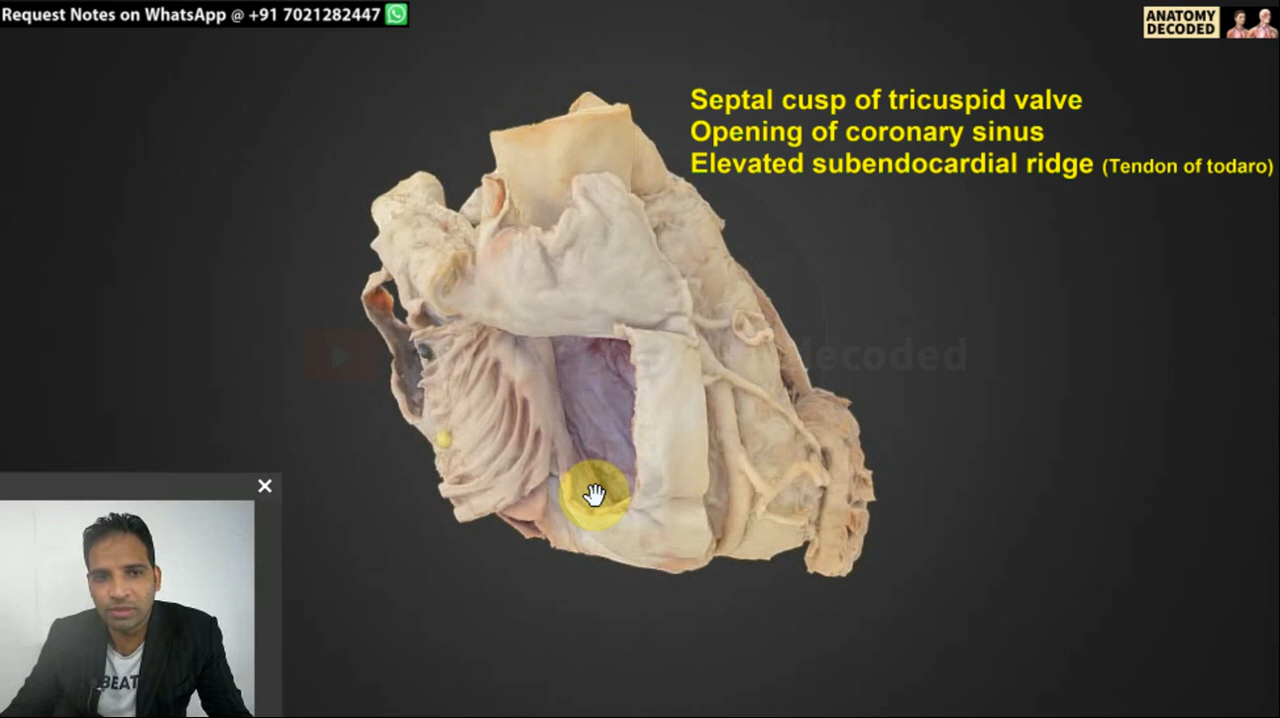 Request Notes on WhatsApp @ +91 7021282447
ANATOMY
DECODED
Septal cusp of tricuspid valve
Opening of coronary sinus
Elevated subendocardial ridge (Tendon of todaro)
decoded
BEAT